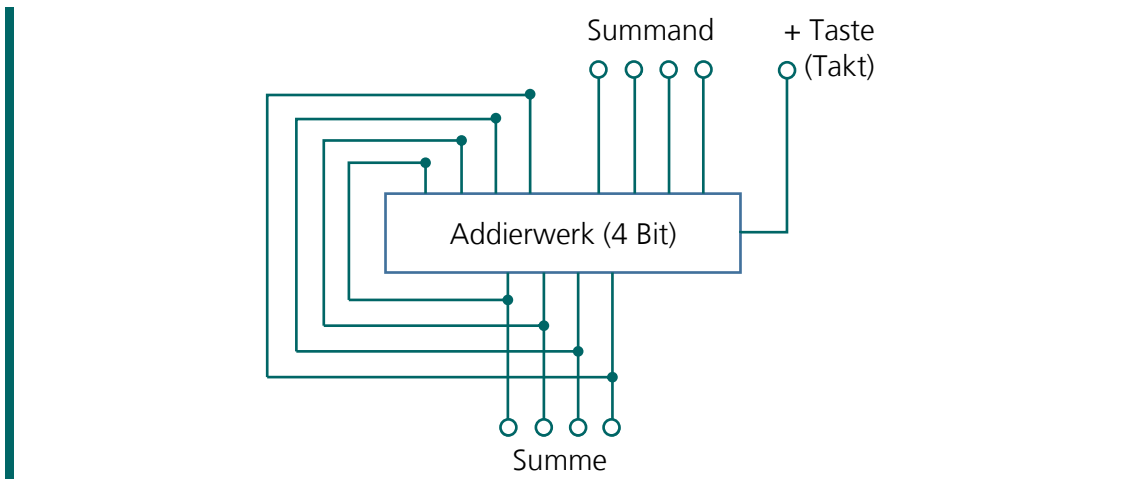 Summand
+ Taste
(Takt)
Addierwerk (4 Bit)
Summe